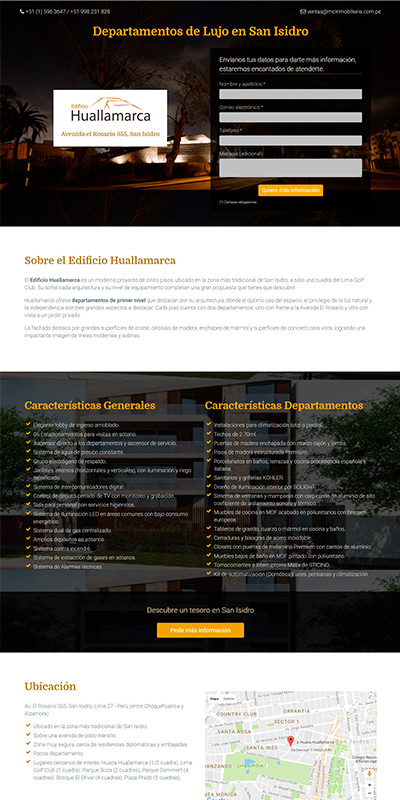 +51 (1) 596 3647 / +51 998 231 828
ventas@mcinmobiliaria.com.pe
Departamentos de Lujo en San Isidro
Envíanos tus datos para darte más información,
estaremos encantados de atenderte.
Nombre y apellidos *
Correo electrónico *
Teléfono *
Mensaje (adicional)
Quiero más información
(*) Campos obligatorios
Edificio
Huallamarca
Avenida el Rosario 355, San Isidro
Sobre el Edificio Huallamarca
El Edificio Huallamarca es un moderno proyecto de cinco pisos, ubicado en la zona más tradicional de San Isidro, a sólo una cuadra del Lima Golf
Club. Su sofisticada arquitectura y su nivel de equipamiento completan una gran propuesta que tienes que descubrir.
Huallamarca ofrece departamentos de primer nivel que destacan por su arquitectura, donde el óptimo uso del espacio, el privilegio de la luz natural y
la independencia son tres grandes aspectos a destacar. Cada piso cuenta con dos departamentos, uno con frente a la Avenida El Rosario y otro con
vista a un jardín privado.
La fachada destaca por grandes superficies de cristal, celosías de madera, enchapes de mármol y superficies de concreto cara vista, logrando una
impactante imagen de líneas modernas y sobrias.
Características Generales
Elegante lobby de ingreso amoblado.
05 Estacionamientos para visitas en sótano.
Ascensor directo a los departamentos y ascensor de servicio.
Sistema de agua de presión constante.
Grupo electrógeno de respaldo.
Jardines internos (horizontales y verticales), con iluminación y riego
tecnificado.
Sistema de intercomunicadores digital.
Control de circuito cerrado de TV con monitoreo y grabación.
Sala para personal con servicios higiénicos.
Sistema de iluminación LED en áreas comunes con bajo consumo
energético.
Sistema dual de gas centralizado.
Amplios depósitos en sótanos.
Sistema contra incendio.
Sistema de extracción de gases en sótanos.
Sistema de Alarmas técnicas.
Características Departamentos
Instalaciones para climatización total o parcial.
Techos de 2.70ml.
Puertas de madera enchapada con marco cajón y jamba.
Pisos de madera estructurada Premium.
Porcelanatos en baños, terrazas y cocina procedencia española e
italiana.
Sanitarios y griferías KOHLER.
Diseño de iluminación interior por SOLIGHT.
Sistema de ventanas y mamparas con carpintería de aluminio de alto
coeficiente de aislamiento sonoro y térmico.
Muebles de cocina en MDF acabado en poliuretanos con herrajes
europeos.
Tableros de granito, cuarzo o mármol en cocina y baños.
Cerraduras y bisagras de acero inoxidable.
Closets con puertas de melamina Premium con cantos de aluminio.
Muebles bajos de baño en MDF pintado con poliuretano.
Tomacorrientes e interruptores Matix de BTICINO.
Kit de automatización (Domótica) Luces, persianas y climatización.
Descubre un tesoro en San Isidro
Pedir más Información
Ubicación
Av. El Rosario 355, San Isidro, Lima 27 - Perú (entre Choquehuanca y
Alzamora).
Ubicado en la zona más tradicional de San Isidro.
Sobre una avenida de poco tránsito.
Zona muy segura, cerca de residencias diplomáticas y embajadas.
Pocos departamento.
Lugares cercanos de interés: Huaca Huallamarca (1/2 cuadra), Lima
Golf Club (1 cuadra), Parque Roza (2 cuadras), Parque Dammert (4
cuadras), Bosque El Olivar (4 cuadras), Plaza Prado (5 cuadras).
Mapa
Satélite
COUNTRY CLUB
ORRANTIA
SECTOR 1
SANTA ROSA
SANTA INÉS
Huaca Huallamarca
SANTA MÓNICA
Google